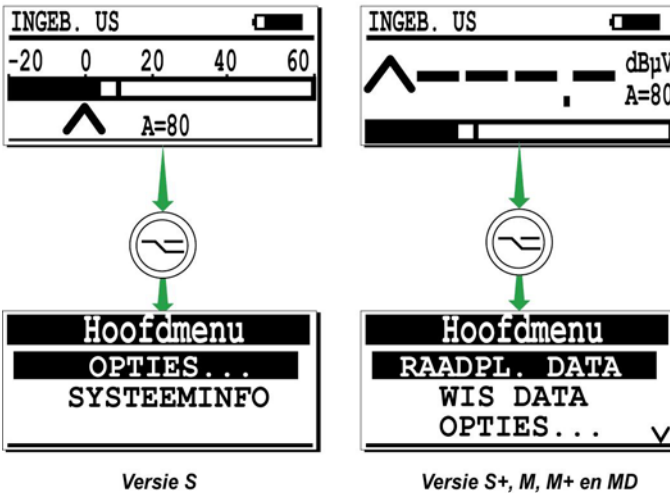 INGEB. US
-20 0 20 40 60
A=80
Hoofdmenu
OPTIES...
SYSTEEMINFO
Versie S
INGEB. US
dBµV
A=80
Hoofdmenu
RAADPL. DATA
WIS DATA
OPTIES...
Versie S+, M, M+ en MD